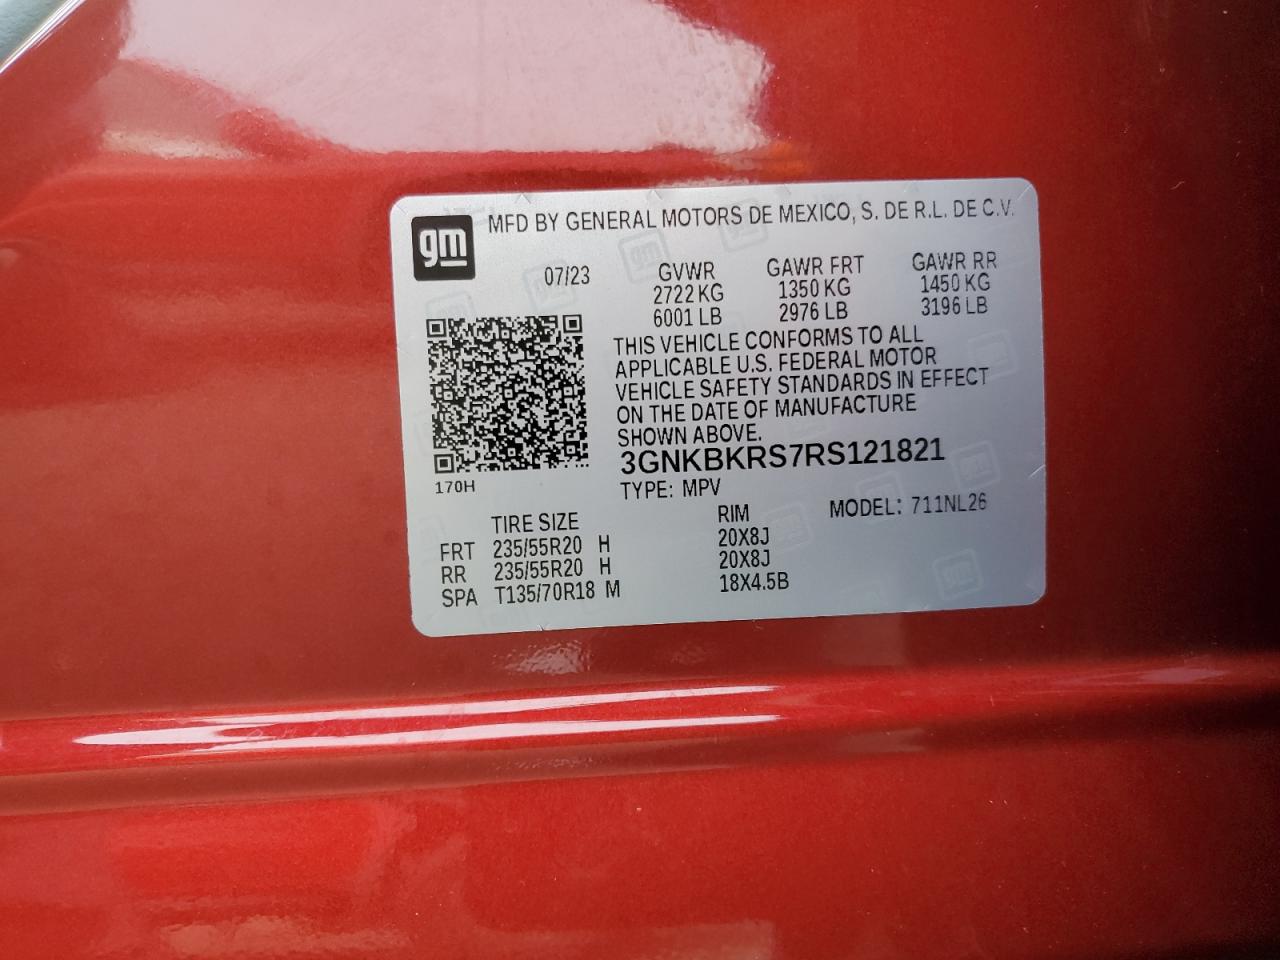 gm
MFD BY GENERAL MOTORS DE MEXICO, S. DE R.L. DE C.V.
07/23 GVWR GAWR FRT GAWR RR
2722 KG 1350 KG 1450 KG
6001 LB 2976 LB 3196 LB
THIS VEHICLE CONFORMS TO ALL
APPLICABLE U.S. FEDERAL MOTOR
VEHICLE SAFETY STANDARDS IN EFFECT
ON THE DATE OF MANUFACTURE
SHOWN ABOVE.
3GNKBKRS7RS121821
170H
TYPE: MPV
MODEL: 711NL26
TIRE SIZE RIM
FRT 235/55R20 H 20X8J
RR 235/55R20 H 20X8J
SPA T135/70R18 M 18X4.5B